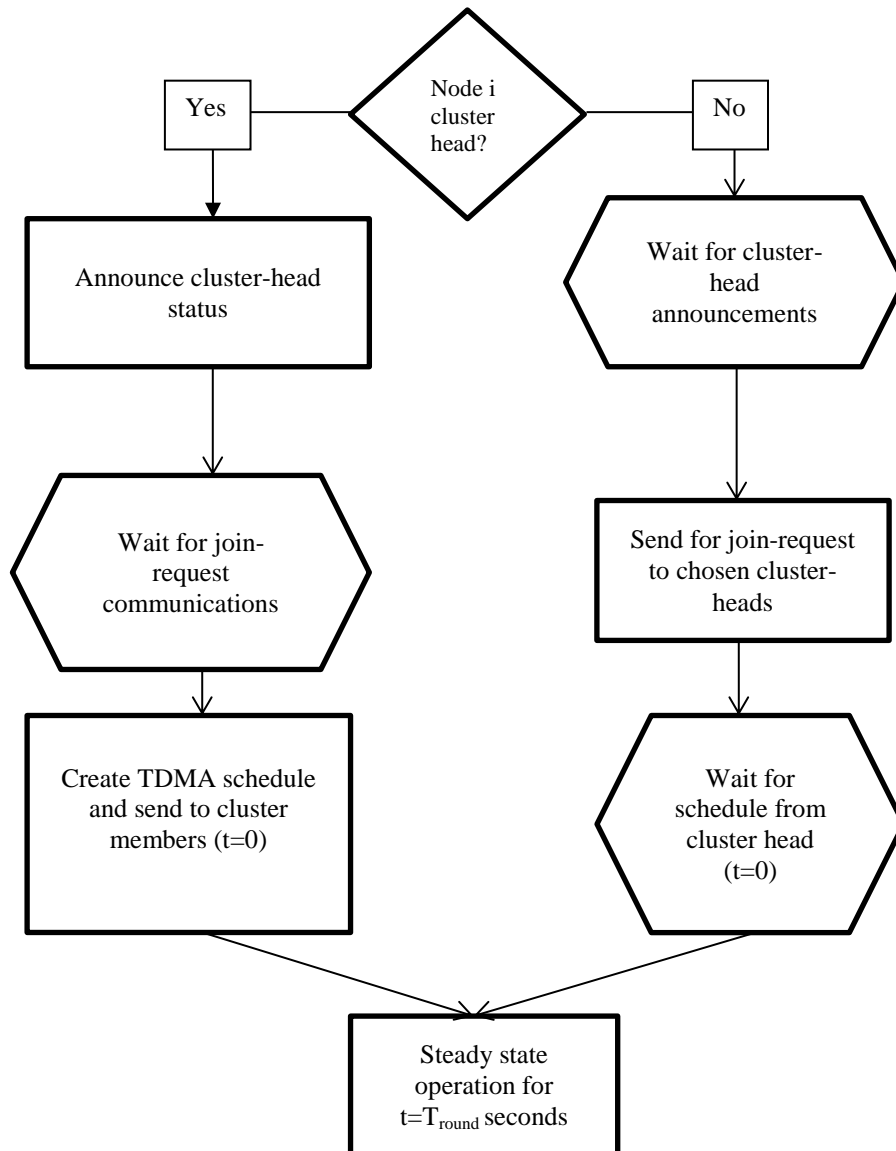 Node i
cluster
head?
Yes
No
Announce cluster-head
status
Wait for cluster-
head
announcements
Wait for join-
request
communications
Send for join-request
to chosen cluster-
heads
Create TDMA schedule
and send to cluster
members (t=0)
Wait for
schedule from
cluster head
(t=0)
Steady state
operation for
t=Tround seconds